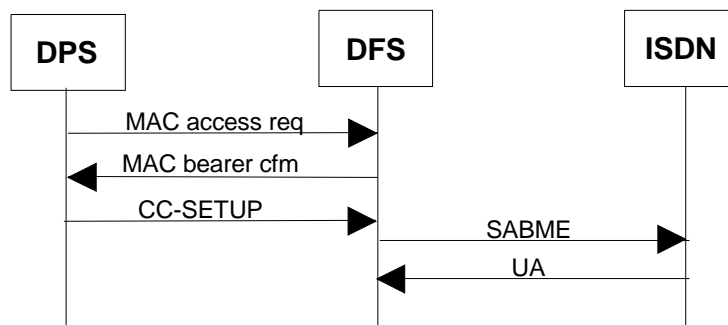 DPS
DFS
ISDN
MAC access req
MAC bearer cfm
CC-SETUP
SABME
UA